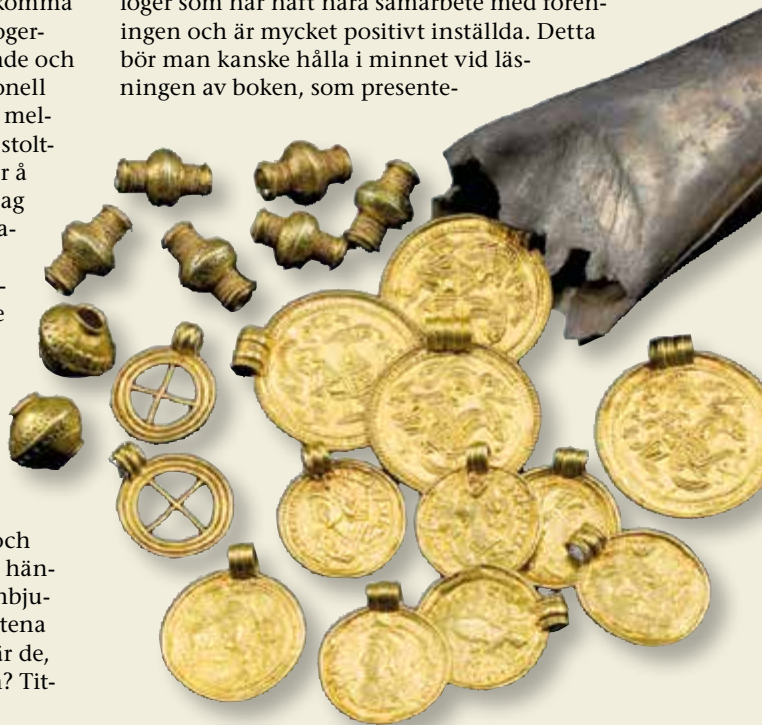 komma
oger-
nde och
onell
mel-
stolt-
r å
ag
a-
-
e
och
hän-
nbju-
tena
är de,
? Tit-
loger som har haft nära samarbete med fören-
ingen och är mycket positivt inställda. Detta
bör man kanske hålla i minnet vid läs-
ningen av boken, som presente-